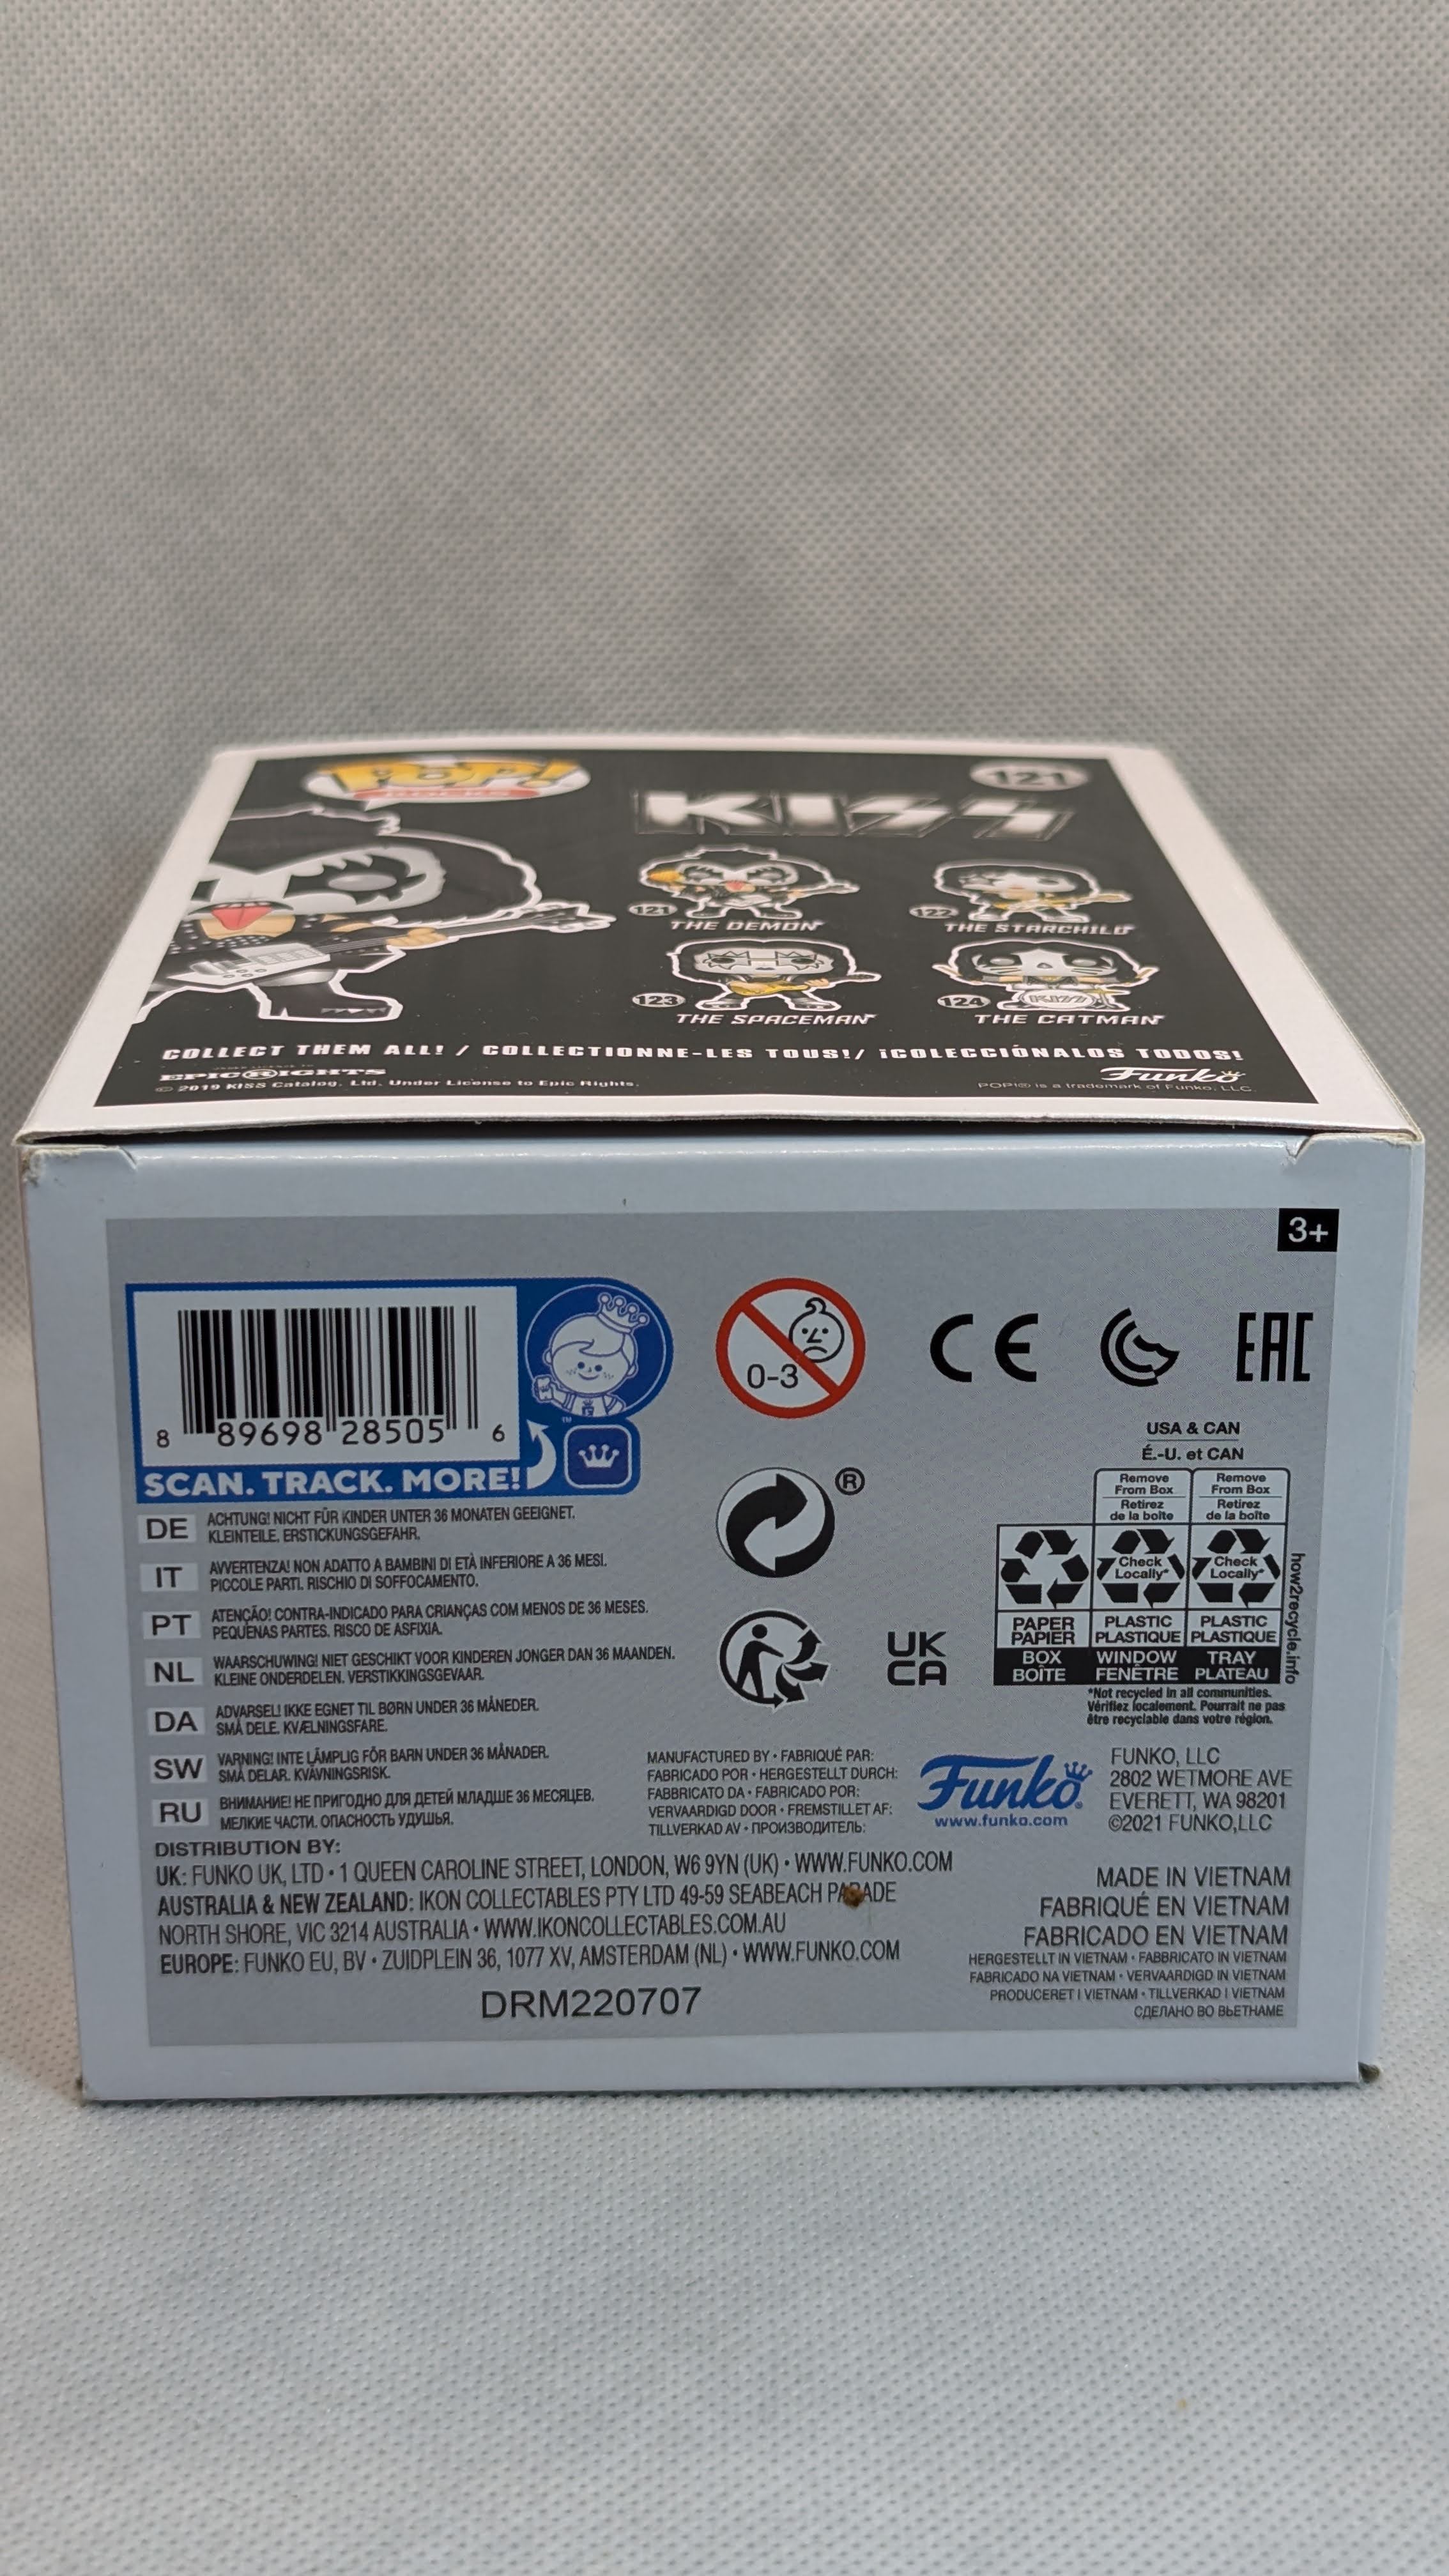 POP!
ROCKS
121
KISS
121
THE DEMON
122
THE STARCHILD
123
THE SPACEMAN
124
THE CATMAN
COLLECT THEM ALL! / COLLECTIONNE-LES TOUS!/ ¡COLECCIÓNALOS TODOS!
EPIC RIGHTS
© 2019 KISS Catalog, Ltd. Under License to Epic Rights.
Funko
POP!® is a trademark of Funko, LLC
3+
8 89698 28505 6
SCAN. TRACK. MORE!
TM
0-3
CE
EAC
DE ACHTUNG! NICHT FÜR KINDER UNTER 36 MONATEN GEEIGNET.
KLEINTEILE. ERSTICKUNGSGEFAHR.
IT AVVERTENZA! NON ADATTO A BAMBINI DI ETÀ INFERIORE A 36 MESI.
PICCOLE PARTI. RISCHIO DI SOFFOCAMENTO.
PT ATENÇÃO! CONTRA-INDICADO PARA CRIANÇAS COM MENOS DE 36 MESES.
PEQUENAS PARTES. RISCO DE ASFIXIA.
NL WAARSCHUWING! NIET GESCHIKT VOOR KINDEREN JONGER DAN 36 MAANDEN.
KLEINE ONDERDELEN. VERSTIKKINGSGEVAAR.
DA ADVARSEL! IKKE EGNET TIL BØRN UNDER 36 MÅNEDER.
SMÅ DELE. KVÆLNINGSFARE.
SW VARNING! INTE LÄMPLIG FÖR BARN UNDER 36 MÅNADER.
SMÅ DELAR. KVÄVNINGSRISK.
RU ВНИМАНИЕ! НЕ ПРИГОДНО ДЛЯ ДЕТЕЙ МЛАДШЕ 36 МЕСЯЦЕВ.
МЕЛКИЕ ЧАСТИ. ОПАСНОСТЬ УДУШЬЯ.
®
UK
CA
USA & CAN
É.-U. et CAN
Remove
From Box
Retirez
de la boîte
Remove
From Box
Retirez
de la boîte
Check
Locally*
Check
Locally*
PAPER
PAPIER
PLASTIC
PLASTIQUE
PLASTIC
PLASTIQUE
BOX
BOÎTE
WINDOW
FENÊTRE
TRAY
PLATEAU
how2recycle.info
*Not recycled in all communities.
Vérifiez localement. Pourrait ne pas
être recyclable dans votre région.
MANUFACTURED BY • FABRIQUÉ PAR:
FABRICADO POR • HERGESTELLT DURCH:
FABBRICATO DA • FABRICADO POR:
VERVAARDIGD DOOR • FREMSTILLET AF:
TILLVERKAD AV • ПРОИЗВОДИТЕЛЬ:
Funko
www.funko.com
FUNKO, LLC
2802 WETMORE AVE
EVERETT, WA 98201
©2021 FUNKO,LLC
DISTRIBUTION BY:
UK: FUNKO UK, LTD • 1 QUEEN CAROLINE STREET, LONDON, W6 9YN (UK) • WWW.FUNKO.COM
AUSTRALIA & NEW ZEALAND: IKON COLLECTABLES PTY LTD 49-59 SEABEACH PARADE
NORTH SHORE, VIC 3214 AUSTRALIA • WWW.IKONCOLLECTABLES.COM.AU
EUROPE: FUNKO EU, BV • ZUIDPLEIN 36, 1077 XV, AMSTERDAM (NL) • WWW.FUNKO.COM
DRM220707
MADE IN VIETNAM
FABRIQUÉ EN VIETNAM
FABRICADO EN VIETNAM
HERGESTELLT IN VIETNAM • FABBRICATO IN VIETNAM
FABRICADO NA VIETNAM • VERVAARDIGD IN VIETNAM
PRODUCERET I VIETNAM • TILLVERKAD I VIETNAM
СДЕЛАНО ВО ВЬЕТНАМЕ